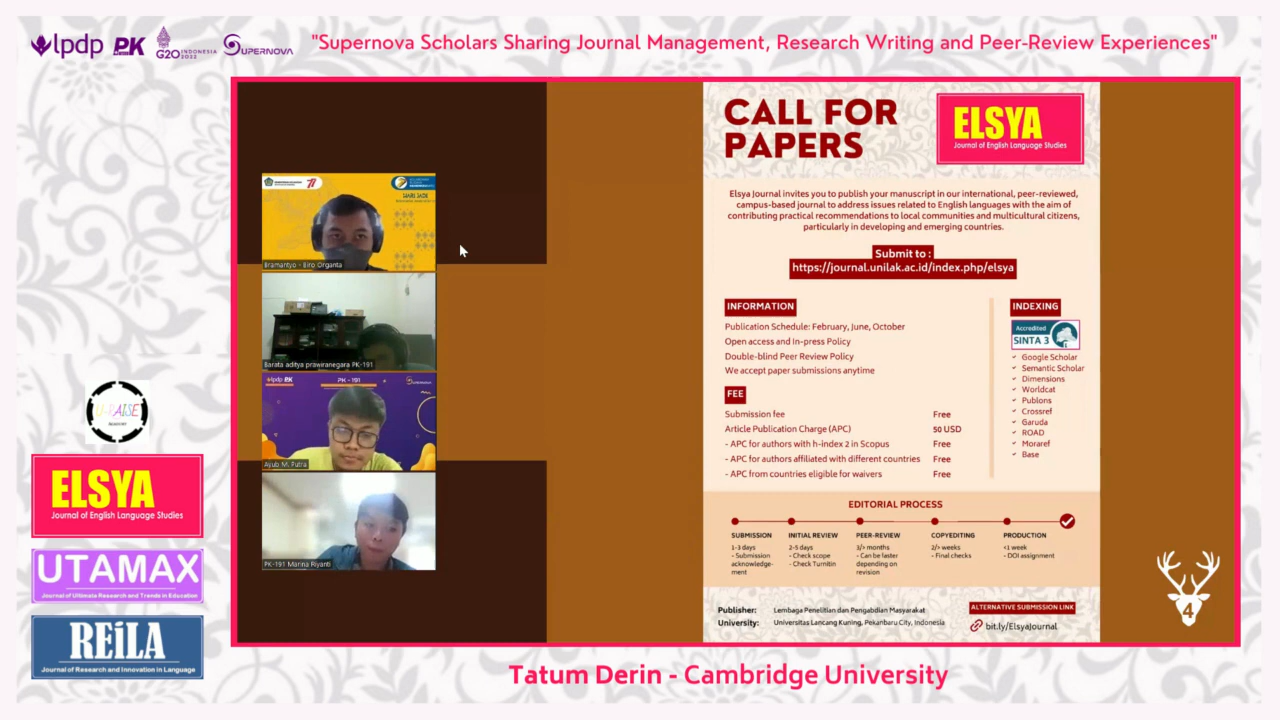 lpdp PK G20 INDONESIA 2022 SUPERNOVA
"Supernova Scholars Sharing Journal Management, Research Writing and Peer-Review Experiences"
Bramantyo - Biro Organta
Barata aditya prawiranegara PK-191
lpdp PK
PK - 191
Supernova
Ayub M. Putra
PK-191 Marina Riyanti
U-RAISE
ELSYA
Journal of English Language Studies
UTAMAX
Journal of Ultimate Research and Trends in Education
REiLA
Journal of Research and Innovation in Language
CALL FOR
PAPERS
ELSYA
Journal of English Language Studies
Elsya Journal invites you to publish your manuscript in our international, peer-reviewed,
campus-based journal to address issues related to English languages with the aim of
contributing practical recommendations to local communities and multicultural citizens,
particularly in developing and emerging countries.
Submit to :
https://journal.unilak.ac.id/index.php/elsya
INFORMATION
Publication Schedule: February, June, October
Open access and in-press Policy
Double-blind Peer Review Policy
We accept paper submissions anytime
FEE
Submission fee Free
Article Publication Charge (APC) 50 USD
- APC for authors with h-index 2 in Scopus Free
- APC for authors affiliated with different countries Free
- APC from countries eligible for waivers Free
INDEXING
Accredited
SINTA 3
Google Scholar
Semantic Scholar
Dimensions
Worldcat
Publons
Crossref
Garuda
ROAD
Moraref
Base
EDITORIAL PROCESS
SUBMISSION
1-3 days
- Submission
acknowledge-
ment
INITIAL REVIEW
2-5 days
- Check scope
- Check Turnitin
PEER-REVIEW
3/> months
- Can be faster
depending on
revision
COPYEDITING
2/> weeks
- Final checks
PRODUCTION
<1 week
- DOI assignment
Publisher: Lembaga Penelitian dan Pengabdian Masyarakat
University: Universitas Lancang Kuning, Pekanbaru City, Indonesia
ALTERNATIVE SUBMISSION LINK
bit.ly/ElsyaJournal
4
Tatum Derin - Cambridge University